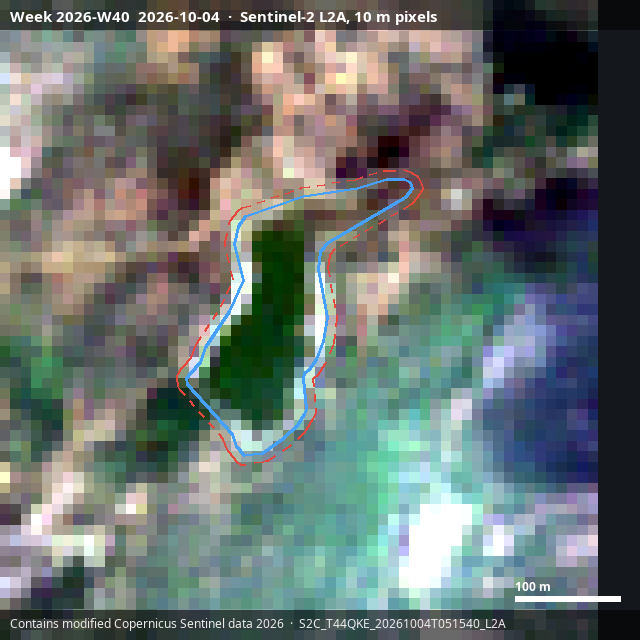 Week 2026-W40  2026-10-04  ·  Sentinel-2 L2A, 10 m pixels
100 m
Contains modified Copernicus Sentinel data 2026  ·  S2C_T44QKE_20261004T051540_L2A